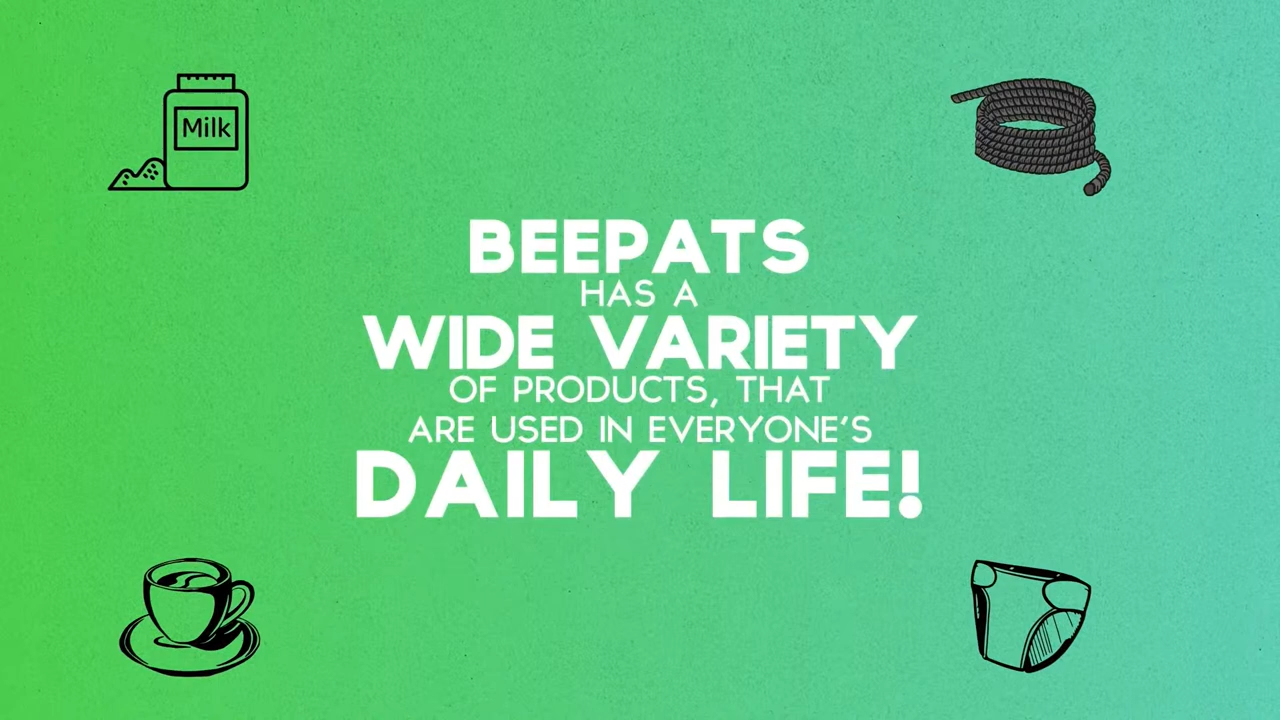 Milk
BEEPATS
HAS A
WIDE VARIETY
OF PRODUCTS, THAT
ARE USED IN EVERYONE'S
DAILY LIFE!